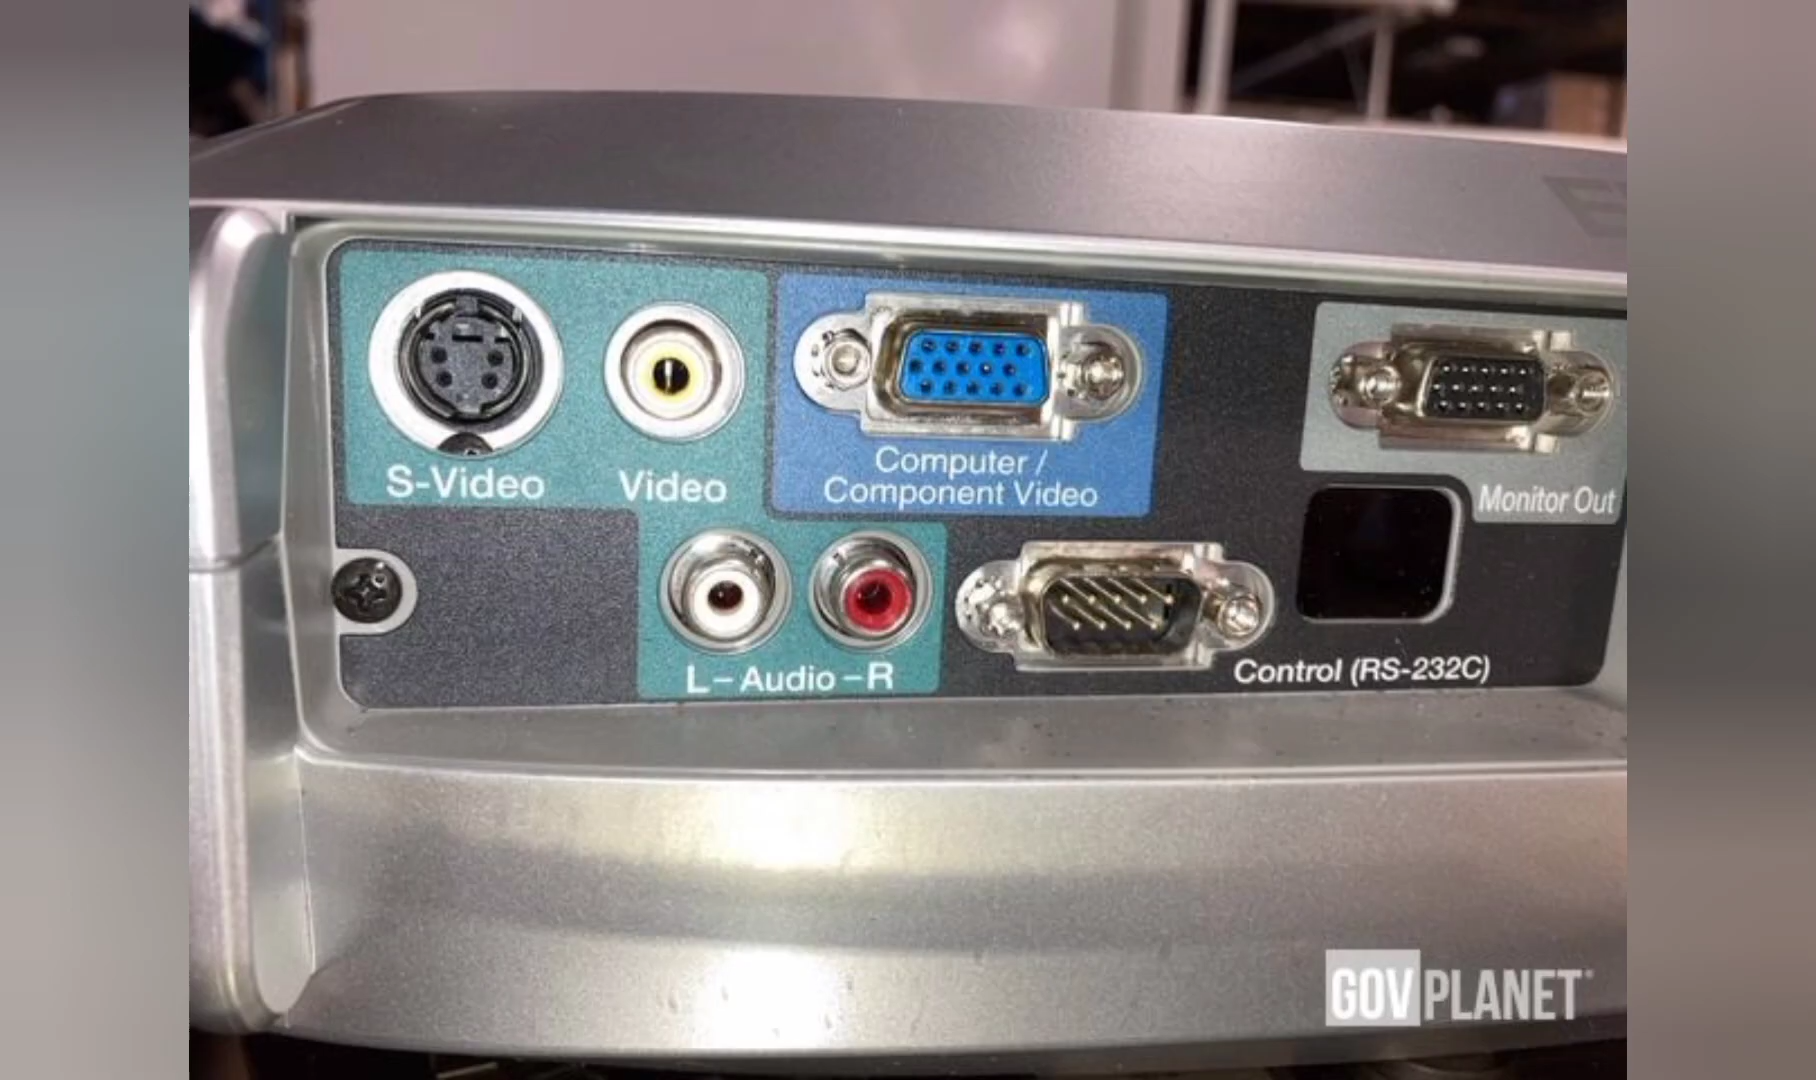 S-Video
Video
Computer /
Component Video
Monitor Out
L-Audio-R
Control (RS-232C)
GOVPLANET